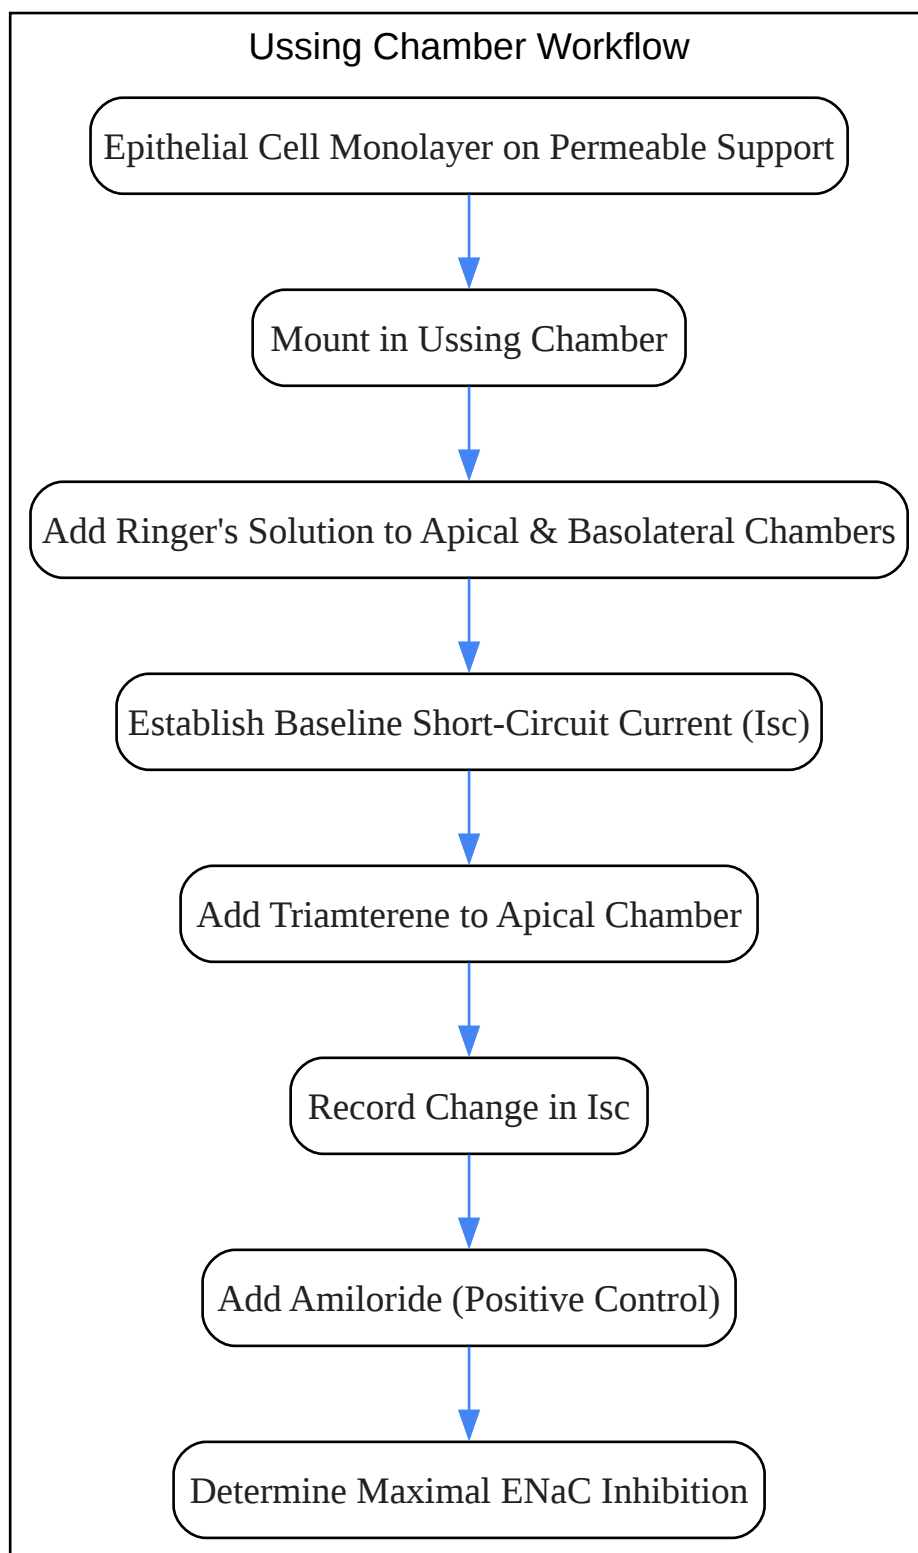 Ussing Chamber Workflow
Epithelial Cell Monolayer on Permeable Support
Mount in Ussing Chamber
Add Ringer's Solution to Apical & Basolateral Chambers
Establish Baseline Short-Circuit Current (Isc)
Add Triamterene to Apical Chamber
Record Change in Isc
Add Amiloride (Positive Control)
Determine Maximal ENaC Inhibition